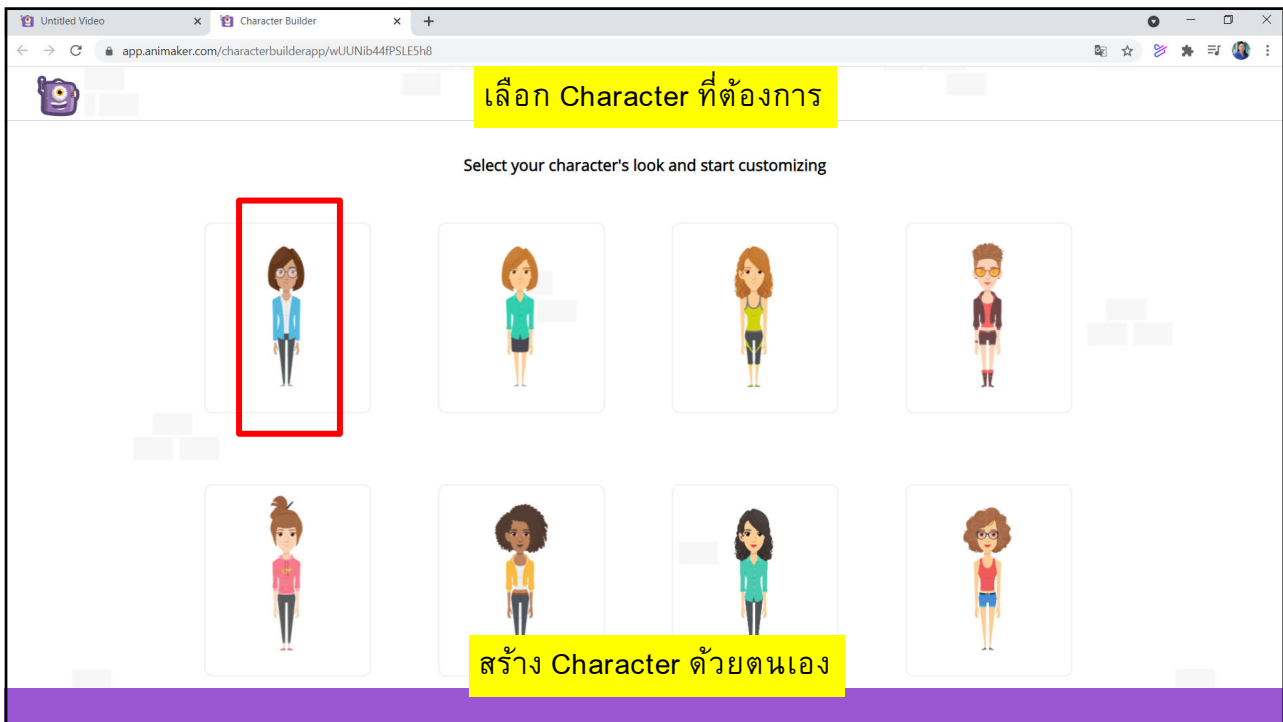 Untitled Video
Character Builder
app.animaker.com/characterbuilderapp/wUUNib44fPSLE5h8
เลือก Character ที่ต้องการ
Select your character's look and start customizing
สร้าง Character ด้วยตนเอง